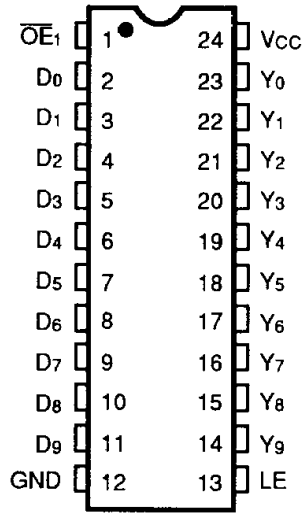 O̅E̅₁ 1 24 VCC
D₀ 2 23 Y₀
D₁ 3 22 Y₁
D₂ 4 21 Y₂
D₃ 5 20 Y₃
D₄ 6 19 Y₄
D₅ 7 18 Y₅
D₆ 8 17 Y₆
D₇ 9 16 Y₇
D₈ 10 15 Y₈
D₉ 11 14 Y₉
GND 12 13 LE